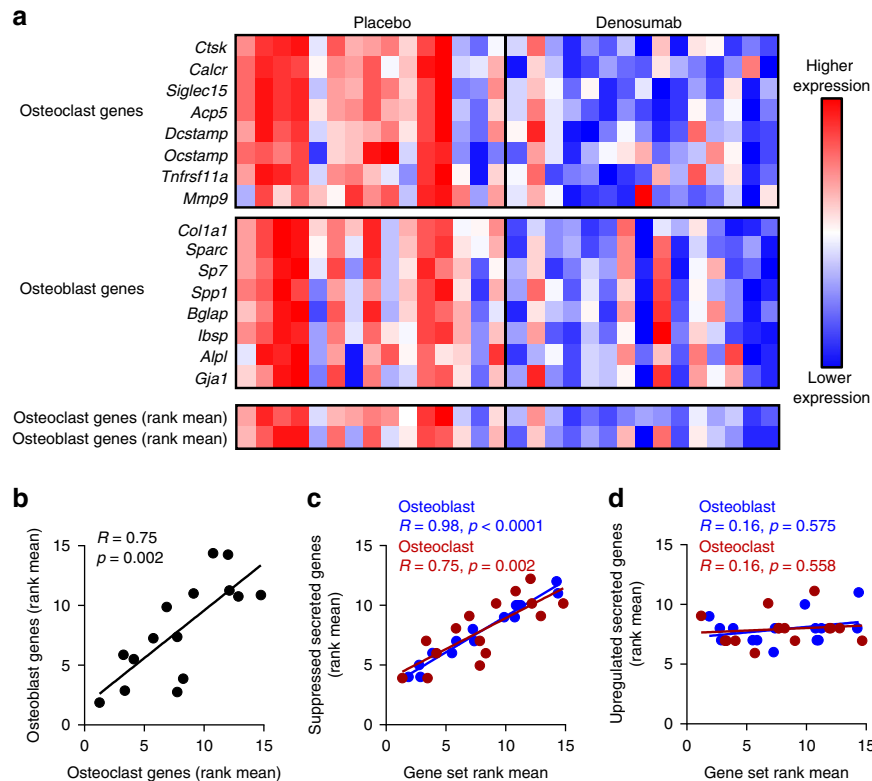 a
Placebo
Denosumab
Osteoclast genes
Ctsk
Calcr
Siglec15
Acp5
Dcstamp
Ocstamp
Tnfrsf11a
Mmp9
Osteoblast genes
Col1a1
Sparc
Sp7
Spp1
Bglap
Ibsp
Alpl
Gja1
Osteoclast genes (rank mean)
Osteoblast genes (rank mean)
Higher
expression
Lower
expression
b
R = 0.75
p = 0.002
Osteoblast genes (rank mean)
15
10
5
0
0 5 10 15
Osteoclast genes (rank mean)
c
Osteoblast
R = 0.98, p < 0.0001
Osteoclast
R = 0.75, p = 0.002
Suppressed secreted genes
(rank mean)
15
10
5
0
0 5 10 15
Gene set rank mean
d
Osteoblast
R = 0.16, p = 0.575
Osteoclast
R = 0.16, p = 0.558
Upregulated secreted genes
(rank mean)
15
10
5
0
0 5 10 15
Gene set rank mean